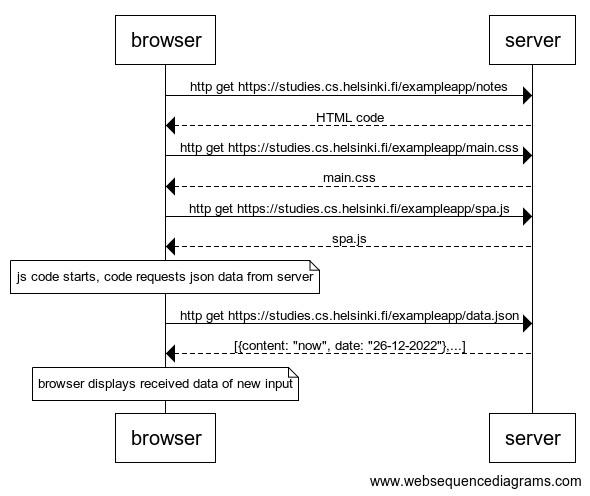 browser
server
http get https://studies.cs.helsinki.fi/exampleapp/notes
HTML code
http get https://studies.cs.helsinki.fi/exampleapp/main.css
main.css
http get https://studies.cs.helsinki.fi/exampleapp/spa.js
spa.js
js code starts, code requests json data from server
http get https://studies.cs.helsinki.fi/exampleapp/data.json
[{content: "now", date: "26-12-2022"},...]
browser displays received data of new input
browser
server
www.websequencediagrams.com